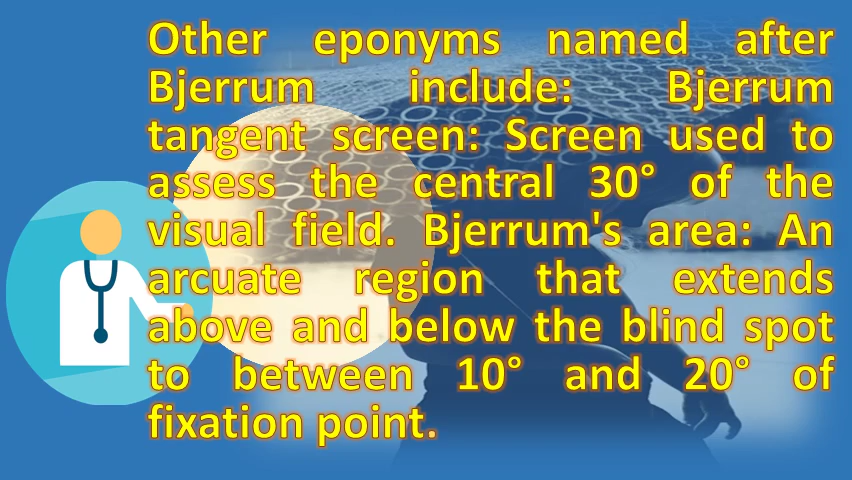 Other eponyms named after
Bjerrum include: Bjerrum
tangent screen: Screen used to
assess the central 30° of the
visual field. Bjerrum's area: An
arcuate region that extends
above and below the blind spot
to between 10° and 20° of
fixation point.